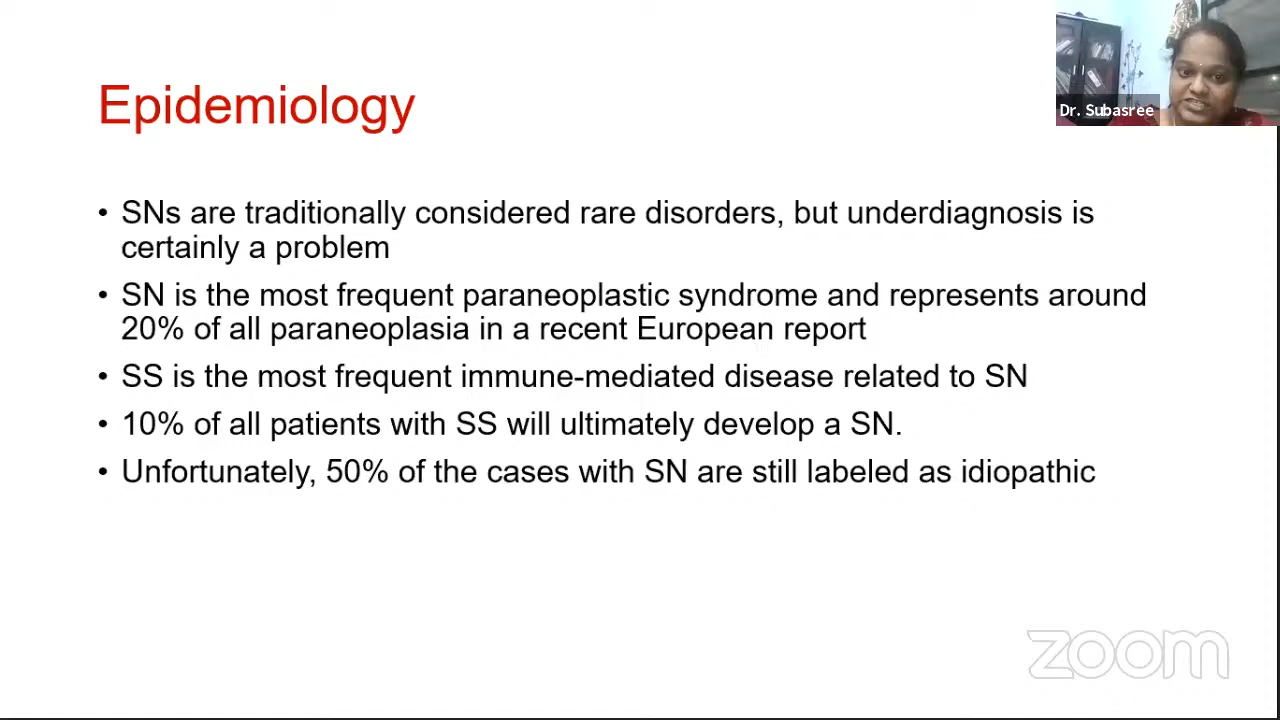 Epidemiology
Dr. Subasree
• SNs are traditionally considered rare disorders, but underdiagnosis is
certainly a problem
• SN is the most frequent paraneoplastic syndrome and represents around
20% of all paraneoplasia in a recent European report
• SS is the most frequent immune-mediated disease related to SN
• 10% of all patients with SS will ultimately develop a SN.
• Unfortunately, 50% of the cases with SN are still labeled as idiopathic
zoom